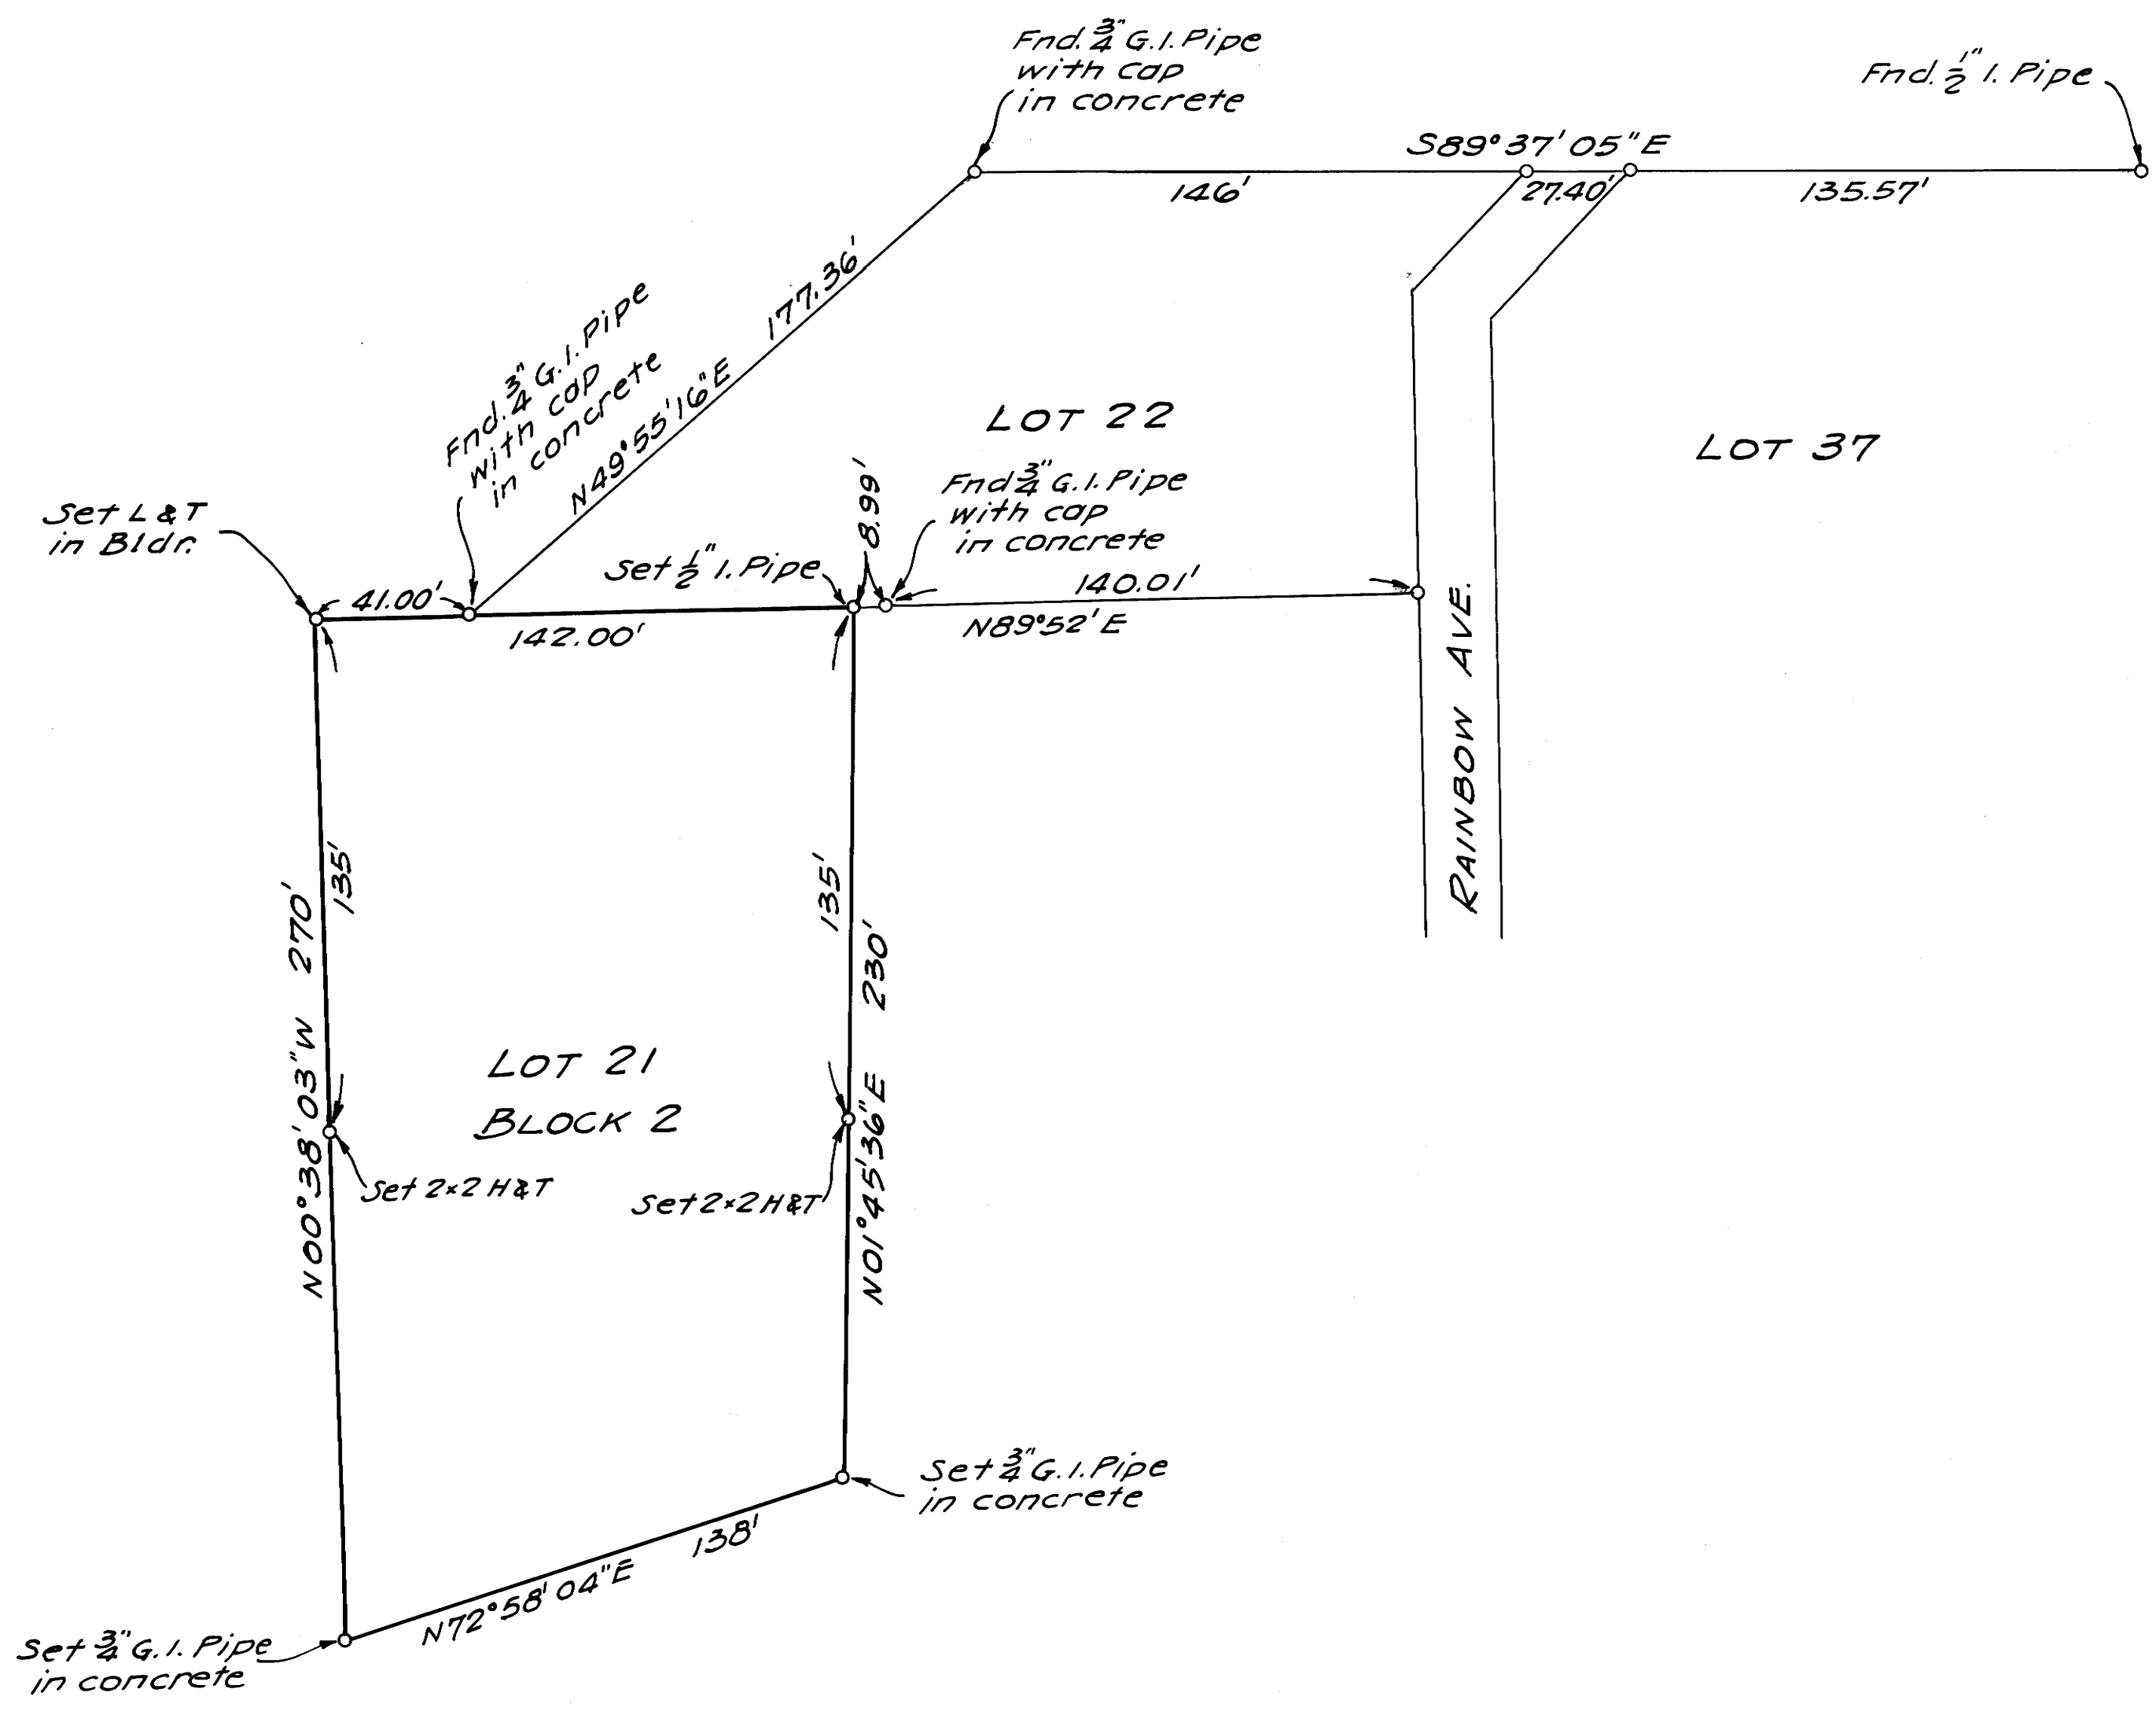 Fnd. 3/4" G.I. Pipe
with cap
in concrete
Fnd. 1/2" I. Pipe
S89°37'05"E
146'
27.40'
135.57'
177.36'
N49°55'16"E
Fnd. 3/4" G.I. Pipe
with cap
in concrete
LOT 22
LOT 37
Fnd 3/4" G.I. Pipe
with cap
in concrete
8.99'
Set L & T
in Bldr.
Set 1/2" I. Pipe
41.00'
142.00'
140.01'
N89°52'E
RAINBOW AVE.
135'
135'
N00°38'03"W 270'
N01°45'36"E 230'
LOT 21
BLOCK 2
Set 2x2 H&T
Set 2x2 H&T
Set 3/4" G.I. Pipe
in concrete
138'
N72°58'04"E
Set 3/4" G.I. Pipe
in concrete